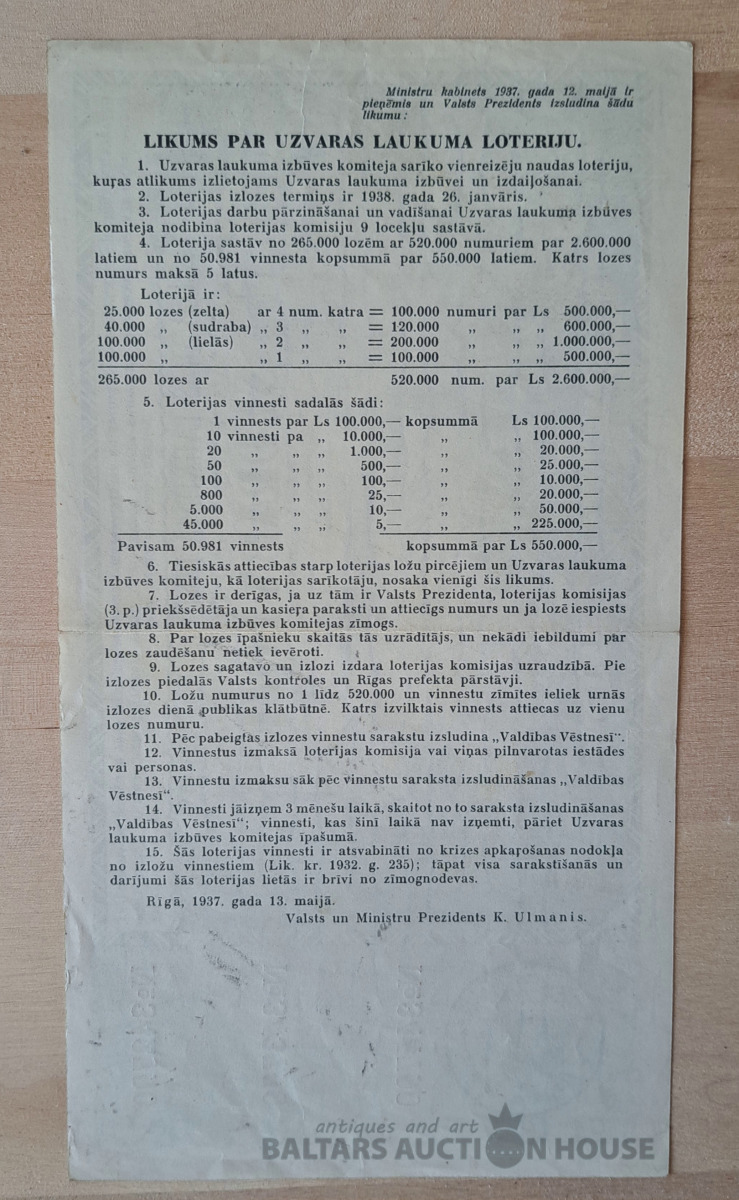 Ministru kabinets 1937. gada 12. maijā ir
pieņēmis un Valsts Prezidents izsludina šādu
likumu:
LIKUMS PAR UZVARAS LAUKUMA LOTERIJU.
1. Uzvaras laukuma izbūves komiteja sarīko vienreizēju naudas loteriju,
kuŗas atlikums izlietojams Uzvaras laukuma izbūvei un izdaiļošanai.
2. Loterijas izlozes termiņš ir 1938. gada 26. janvāris.
3. Loterijas darbu pārzināšanai un vadīšanai Uzvaras laukuma izbūves
komiteja nodibina loterijas komisiju 9 locekļu sastāvā.
4. Loterija sastāv no 265.000 lozēm ar 520.000 numuriem par 2.600.000
latiem un no 50.981 vinnesta kopsummā par 550.000 latiem. Katrs lozes
numurs maksā 5 latus.
Loterijā ir:
25.000 lozes (zelta) ar 4 num. katra = 100.000 numuri par Ls 500.000,—
40.000 „ (sudraba) „ 3 „ „ = 120.000 „ „ „ 600.000,—
100.000 „ (lielās) „ 2 „ „ = 200.000 „ „ „ 1.000.000,—
100.000 „ „ 1 „ „ = 100.000 „ „ „ 500.000,—
265.000 lozes ar 520.000 num. par Ls 2.600.000,—
5. Loterijas vinnesti sadalās šādi:
1 vinnests par Ls 100.000,— kopsummā Ls 100.000,—
10 vinnesti pa „ 10.000,— „ „ 100.000,—
20 „ „ „ 1.000,— „ „ 20.000,—
50 „ „ „ 500,— „ „ 25.000,—
100 „ „ „ 100,— „ „ 10.000,—
800 „ „ „ 25,— „ „ 20.000,—
5.000 „ „ „ 10,— „ „ 50.000,—
45.000 „ „ „ 5,— „ „ 225.000,—
Pavisam 50.981 vinnests kopsummā par Ls 550.000,—
6. Tiesiskās attiecības starp loterijas ložu pircējiem un Uzvaras laukuma
izbūves komiteju, kā loterijas sarīkotāju, nosaka vienīgi šis likums.
7. Lozes ir derīgas, ja uz tām ir Valsts Prezidenta, loterijas komisijas
(3. p.) priekšsēdētāja un kasieŗa paraksti un attiecīgs numurs un ja lozē iespiests
Uzvaras laukuma izbūves komitejas zīmogs.
8. Par lozes īpašnieku skaitās tās uzrādītājs, un nekādi iebildumi par
lozes zaudēšanu netiek ievēroti.
9. Lozes sagatavo un izlozi izdara loterijas komisijas uzraudzībā. Pie
izlozes piedalās Valsts kontroles un Rīgas prefekta pārstāvji.
10. Ložu numurus no 1 līdz 520.000 un vinnestu zīmītes ieliek urnās
izlozes dienā publikas klātbūtnē. Katrs izvilktais vinnests attiecas uz vienu
lozes numuru.
11. Pēc pabeigtas izlozes vinnestu sarakstu izsludina „Valdības Vēstnesī“.
12. Vinnestus izmaksā loterijas komisija vai viņas pilnvarotas iestādes
vai personas.
13. Vinnestu izmaksu sāk pēc vinnestu saraksta izsludināšanas „Valdības
Vēstnesī“.
14. Vinnesti jāizņem 3 mēnešu laikā, skaitot no to saraksta izsludināšanas
„Valdības Vēstnesī“; vinnesti, kas šinī laikā nav izņemti, pāriet Uzvaras
laukuma izbūves komitejas īpašumā.
15. Šās loterijas vinnesti ir atsvabināti no krizes apkaŗošanas nodokļa
no izložu vinnestiem (Lik. kr. 1932. g. 235); tāpat visa sarakstīšanās un
darījumi šās loterijas lietās ir brīvi no zīmognodevas.
Rīgā, 1937. gada 13. maijā.
Valsts un Ministru Prezidents K. Ulmanis.
antiques and art
BALTARS AUCTION HOUSE